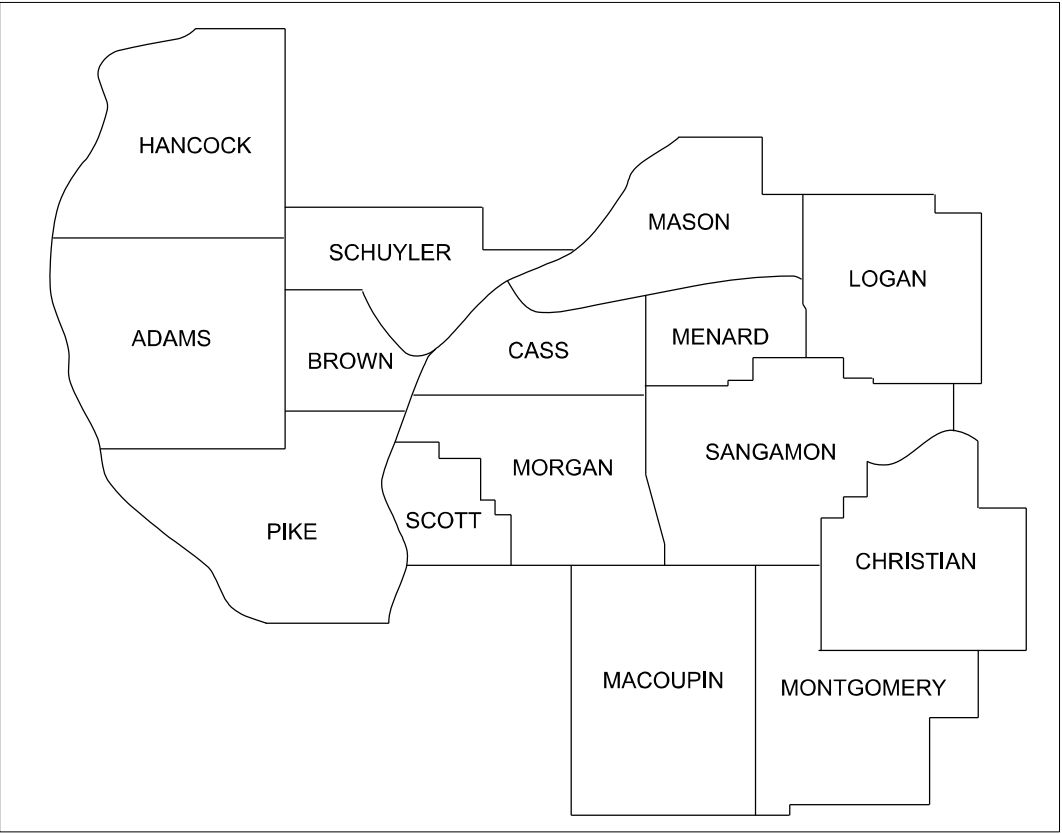 HANCOCK
MASON
SCHUYLER
LOGAN
ADAMS
MENARD
CASS
BROWN
SANGAMON
MORGAN
SCOTT
PIKE
CHRISTIAN
MACOUPIN
MONTGOMERY